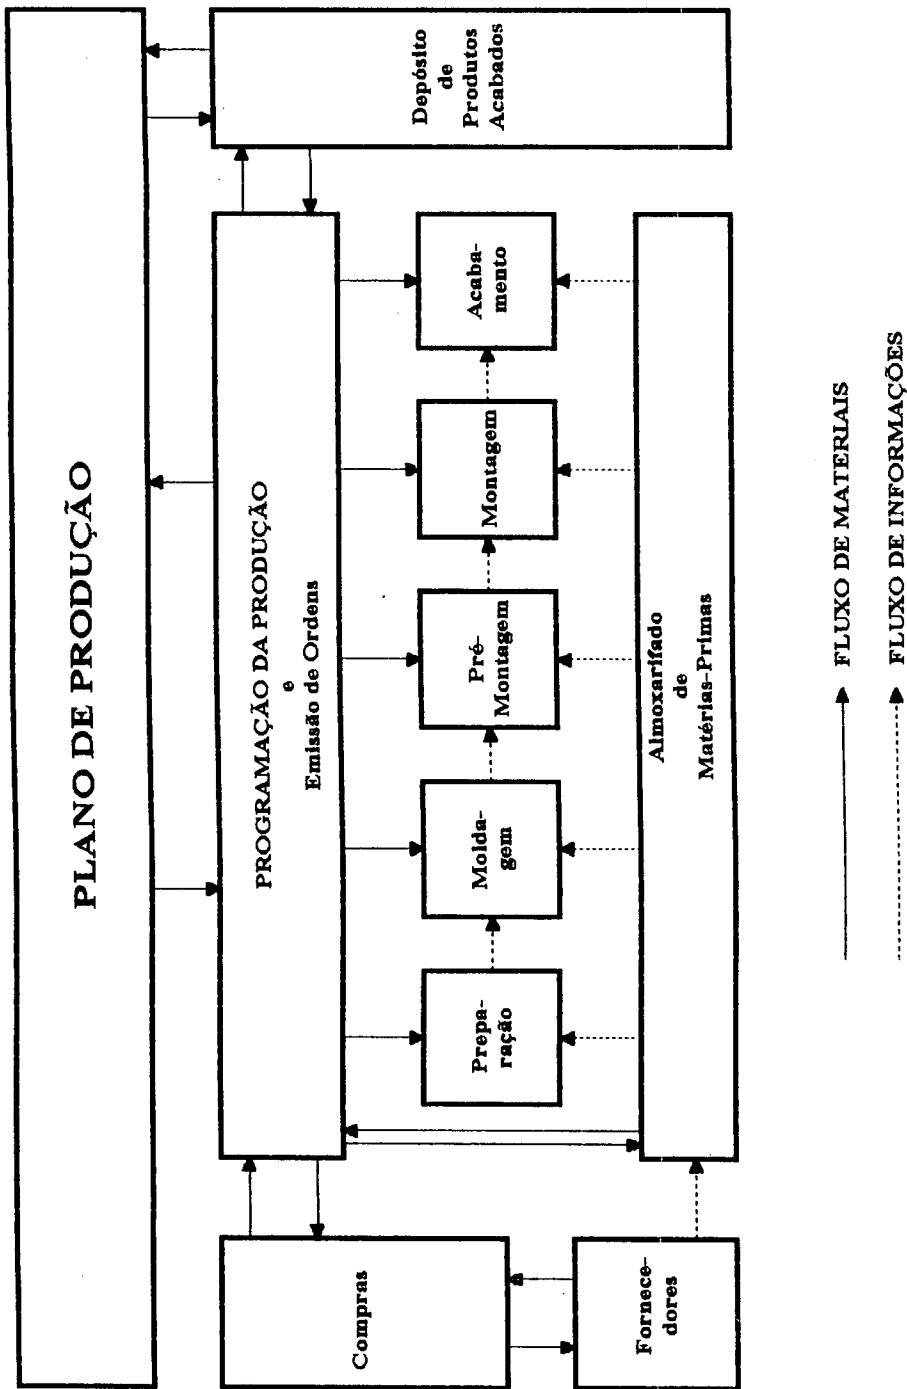 PLANO DE PRODUÇÃO
PROGRAMAÇÃO DA PRODUÇÃO
e
Emissão de Ordens
Depósito
de
Produtos
Acabados
Compras
Prepa-
ração
Molda-
gem
Pré-
Montagem
Montagem
Acaba-
mento
Fornece-
dores
Almoxarifado
de
Matérias-Primas
FLUXO DE MATERIAIS
FLUXO DE INFORMAÇÕES